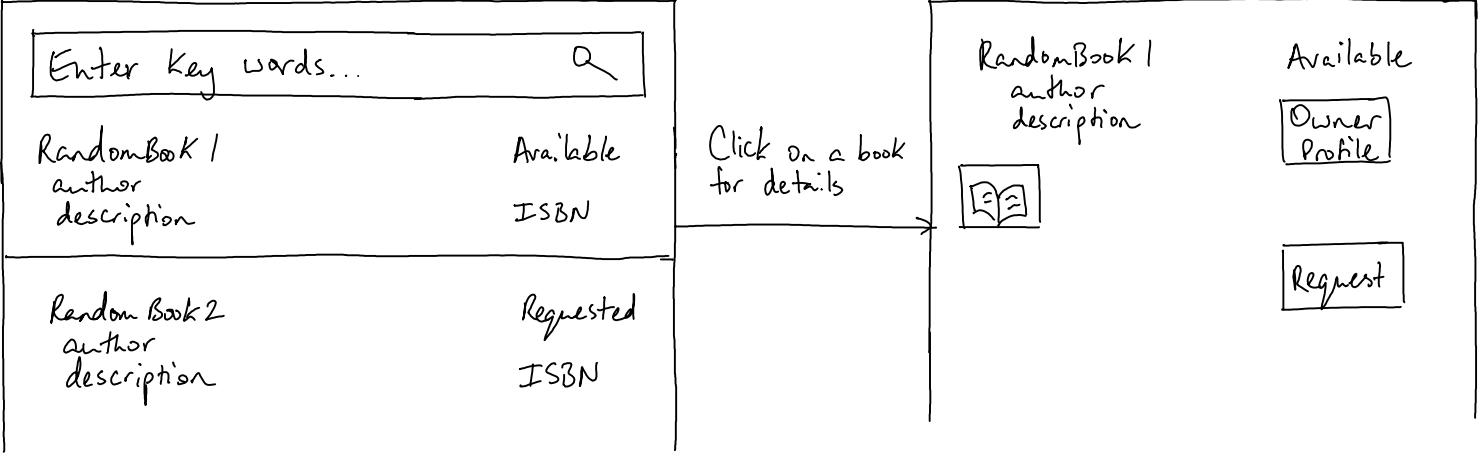 Enter Key words...
RandomBook 1 Available
author
description ISBN
Random Book 2 Requested
author
description ISBN
Click on a book
for details
RandomBook 1 Available
author
description
Owner
Profile
Request